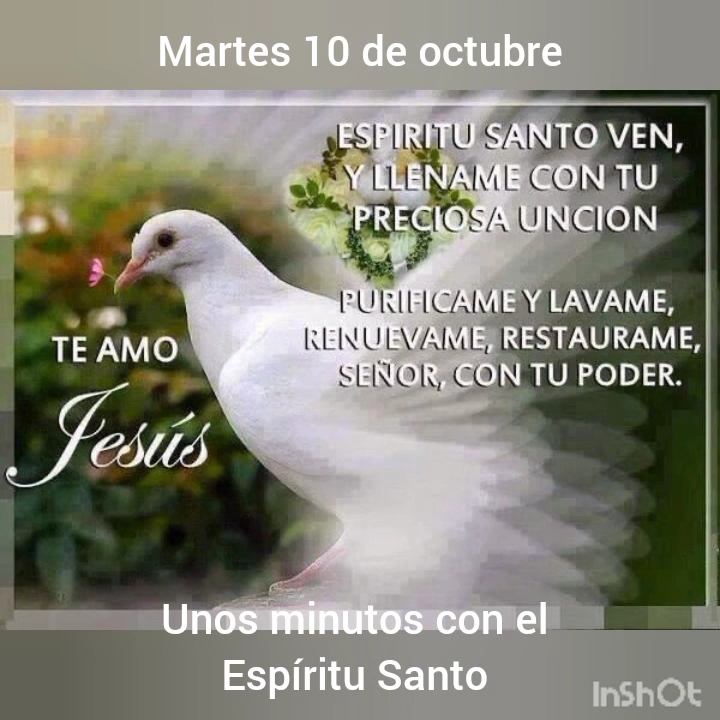 Martes 10 de octubre
ESPIRITU SANTO VEN,
Y LLENAME CON TU
PRECIOSA UNCION
PURIFICAME Y LAVAME,
RENUEVAME, RESTAURAME,
SEÑOR, CON TU PODER.
TE AMO
Jesús
Unos minutos con el
Espíritu Santo
InShOt